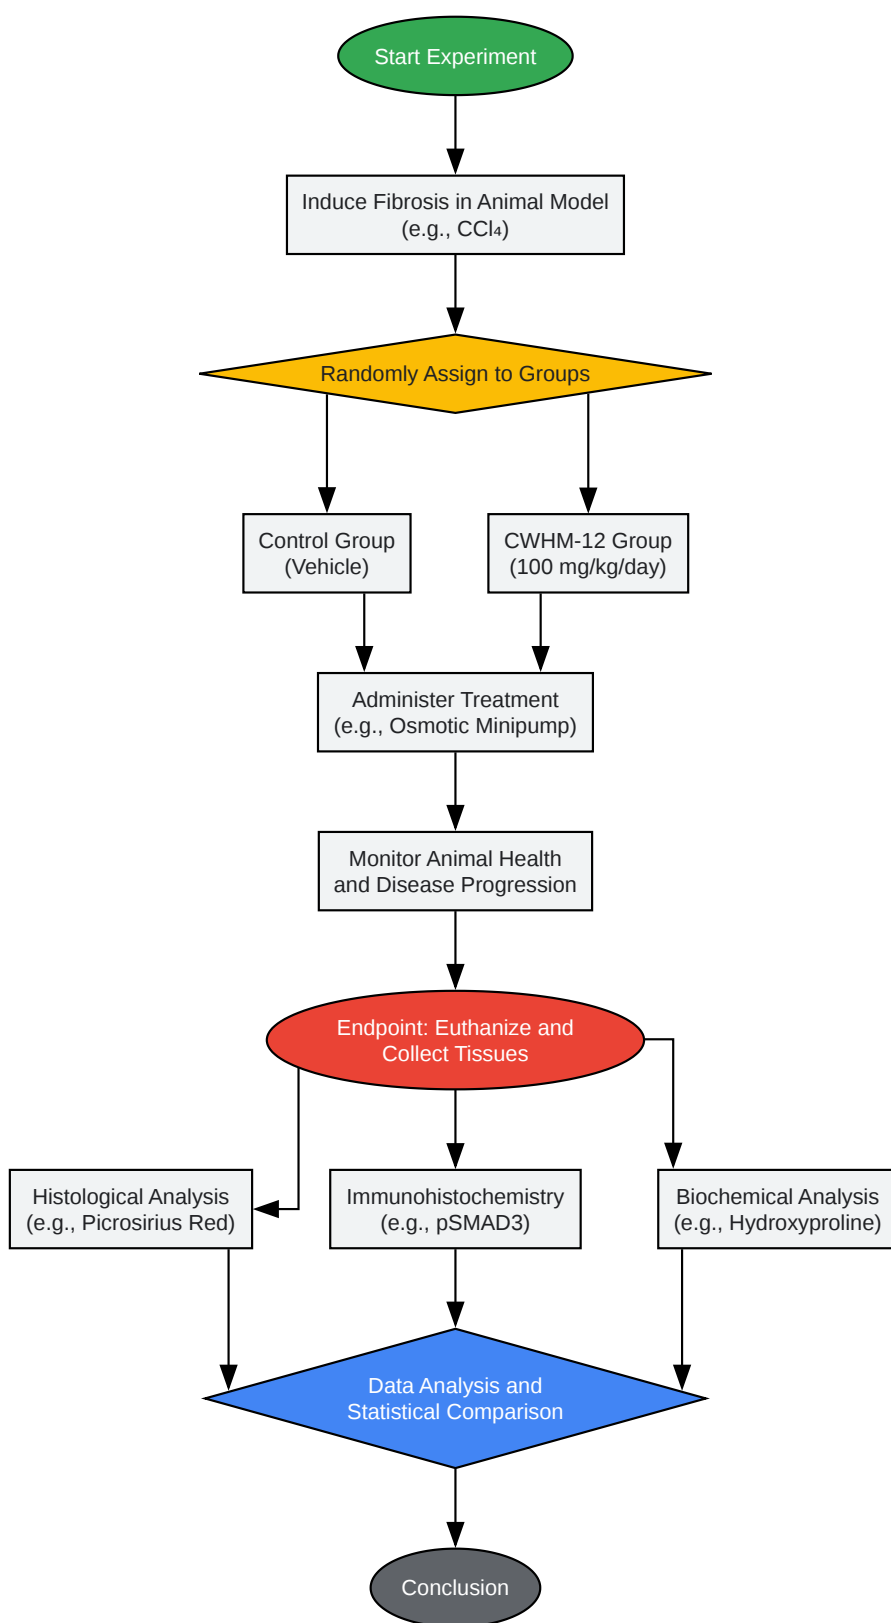 Start Experiment
Induce Fibrosis in Animal Model
(e.g., CCl₄)
Randomly Assign to Groups
Control Group
(Vehicle)
CWHM-12 Group
(100 mg/kg/day)
Administer Treatment
(e.g., Osmotic Minipump)
Monitor Animal Health
and Disease Progression
Endpoint: Euthanize and
Collect Tissues
Histological Analysis
(e.g., Picrosirius Red)
Immunohistochemistry
(e.g., pSMAD3)
Biochemical Analysis
(e.g., Hydroxyproline)
Data Analysis and
Statistical Comparison
Conclusion